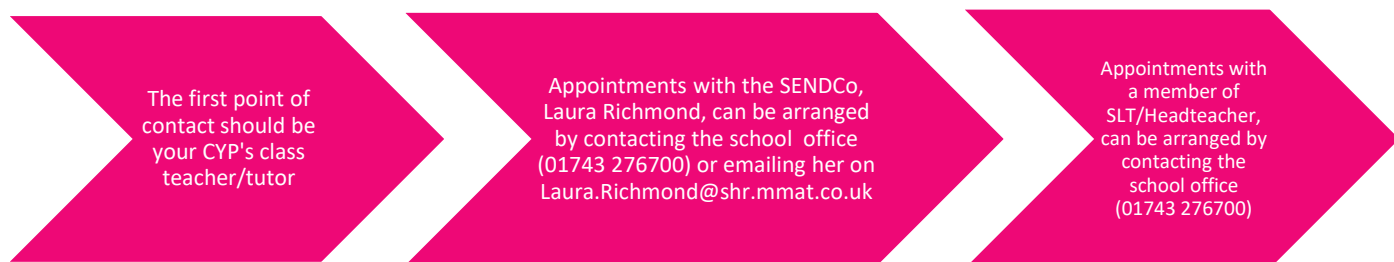 The first point of
contact should be
your CYP's class
teacher/tutor
Appointments with the SENDCo,
Laura Richmond, can be arranged
by contacting the school  office
(01743 276700) or emailing her on
Laura.Richmond@shr.mmat.co.uk
Appointments with
a member of
SLT/Headteacher,
can be arranged by
contacting the
school office
(01743 276700)